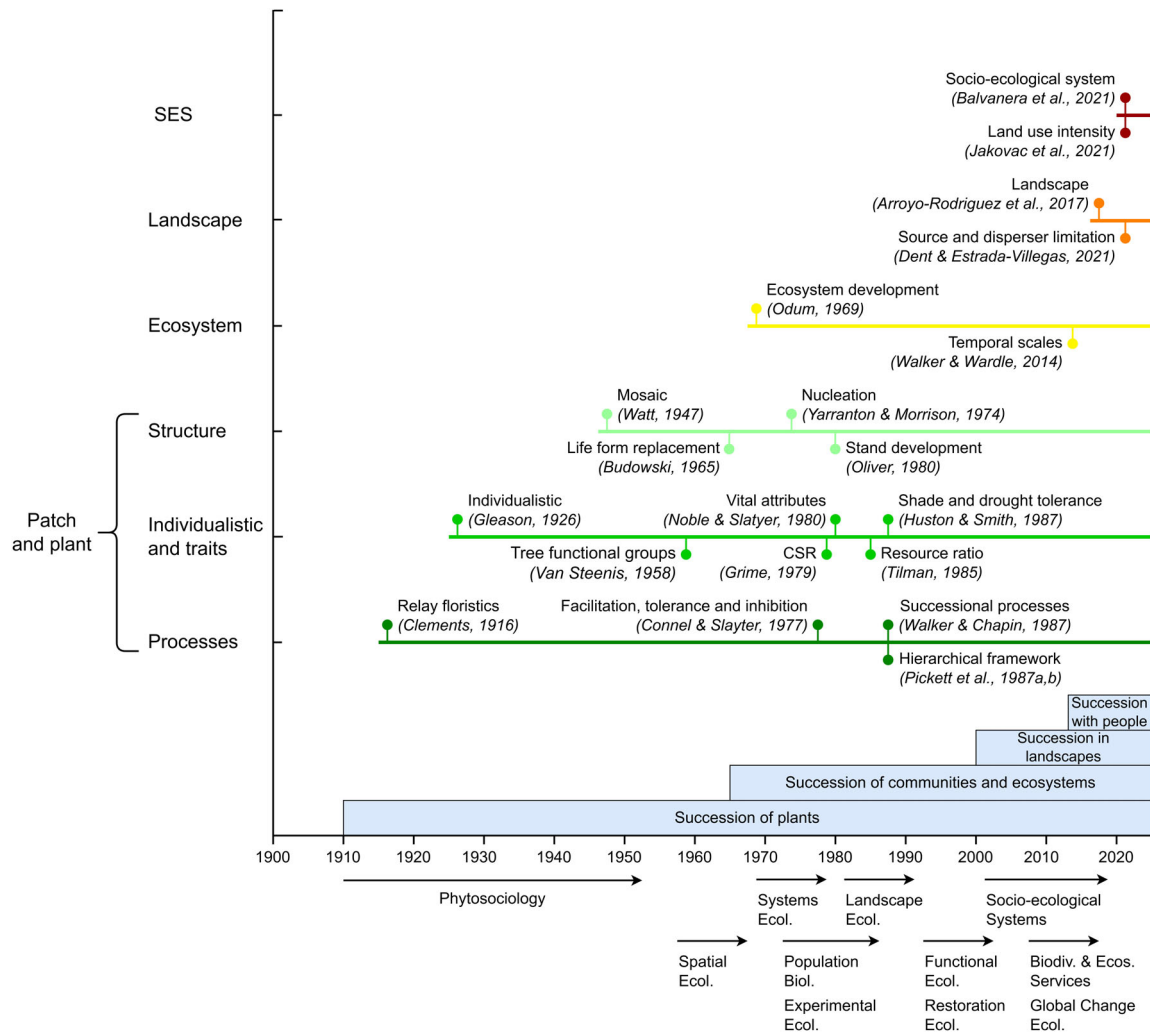 Socio-ecological system
(Balvanera et al., 2021)
SES
Land use intensity
(Jakovac et al., 2021)
Landscape
(Arroyo-Rodriguez et al., 2017)
Landscape
Source and disperser limitation
(Dent & Estrada-Villegas, 2021)
Ecosystem development
(Odum, 1969)
Ecosystem
Temporal scales
(Walker & Wardle, 2014)
Mosaic
(Watt, 1947)
Nucleation
(Yarranton & Morrison, 1974)
Structure
Life form replacement
(Budowski, 1965)
Stand development
(Oliver, 1980)
Patch
and plant
Individualistic
(Gleason, 1926)
Vital attributes
(Noble & Slatyer, 1980)
Shade and drought tolerance
(Huston & Smith, 1987)
Individualistic
and traits
Tree functional groups
(Van Steenis, 1958)
CSR
(Grime, 1979)
Resource ratio
(Tilman, 1985)
Relay floristics
(Clements, 1916)
Facilitation, tolerance and inhibition
(Connel & Slayter, 1977)
Successional processes
(Walker & Chapin, 1987)
Processes
Hierarchical framework
(Pickett et al., 1987a,b)
Succession
with people
Succession in
landscapes
Succession of communities and ecosystems
Succession of plants
1900 1910 1920 1930 1940 1950 1960 1970 1980 1990 2000 2010 2020
Phytosociology
Systems
Ecol.
Landscape
Ecol.
Socio-ecological
Systems
Spatial
Ecol.
Population
Biol.
Functional
Ecol.
Biodiv. & Ecos.
Services
Experimental
Ecol.
Restoration
Ecol.
Global Change
Ecol.